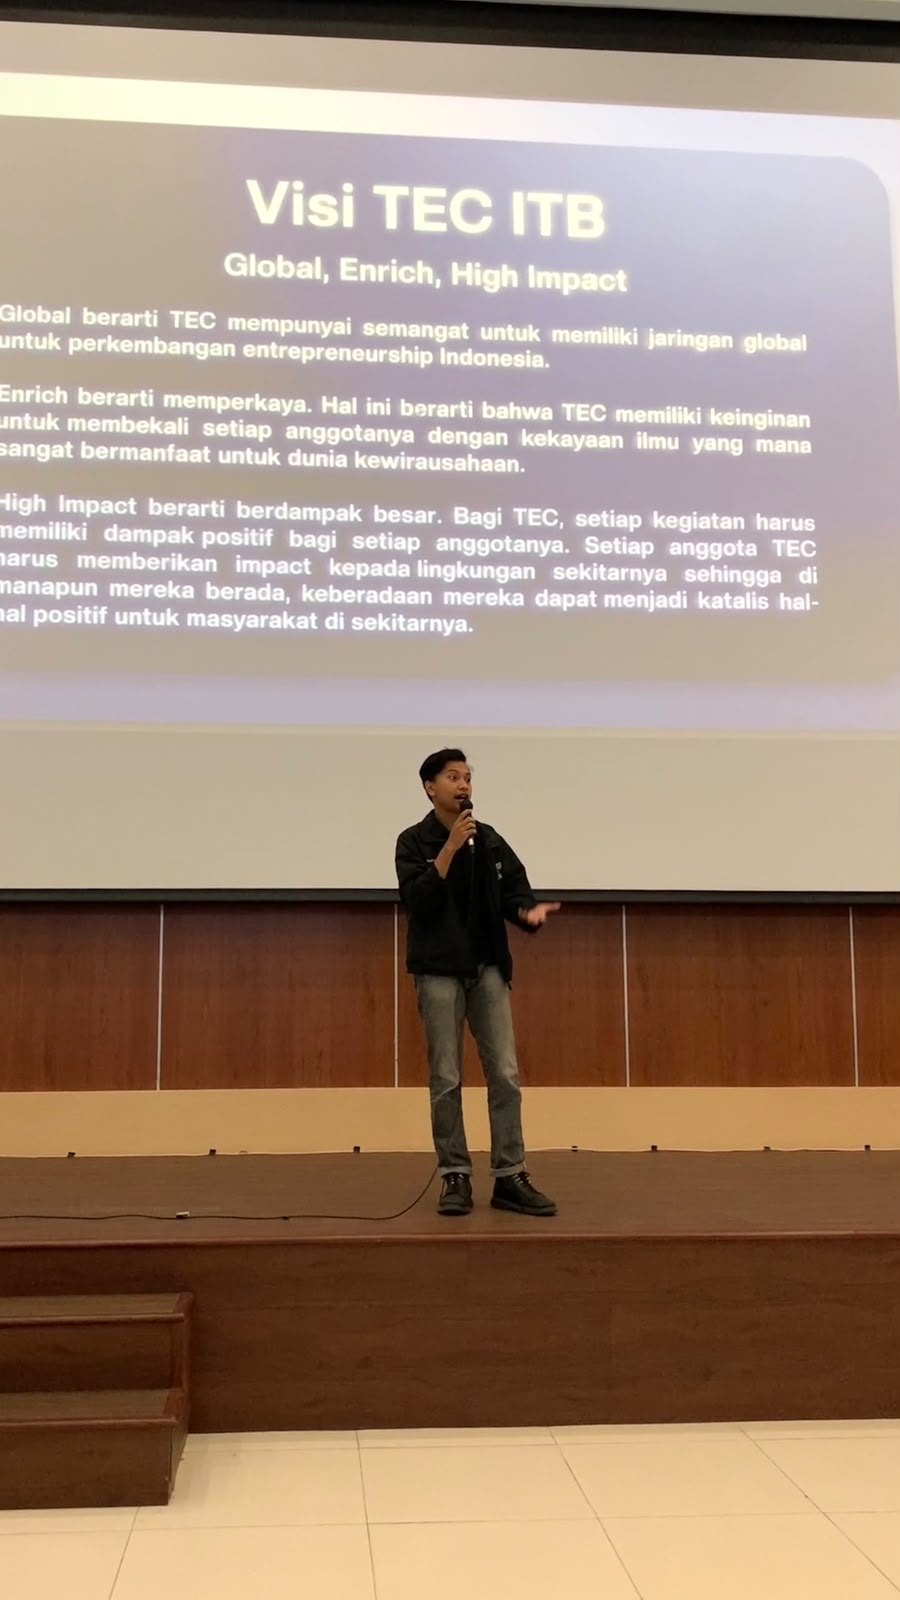 Visi TEC ITB
Global, Enrich, High Impact
Global berarti TEC mempunyai semangat untuk memiliki jaringan global
untuk perkembangan entrepreneurship Indonesia.
Enrich berarti memperkaya. Hal ini berarti bahwa TEC memiliki keinginan
untuk membekali setiap anggotanya dengan kekayaan ilmu yang mana
sangat bermanfaat untuk dunia kewirausahaan.
High Impact berarti berdampak besar. Bagi TEC, setiap kegiatan harus
memiliki dampak positif bagi setiap anggotanya. Setiap anggota TEC
harus memberikan impact kepada lingkungan sekitarnya sehingga di
manapun mereka berada, keberadaan mereka dapat menjadi katalis hal-
hal positif untuk masyarakat di sekitarnya.